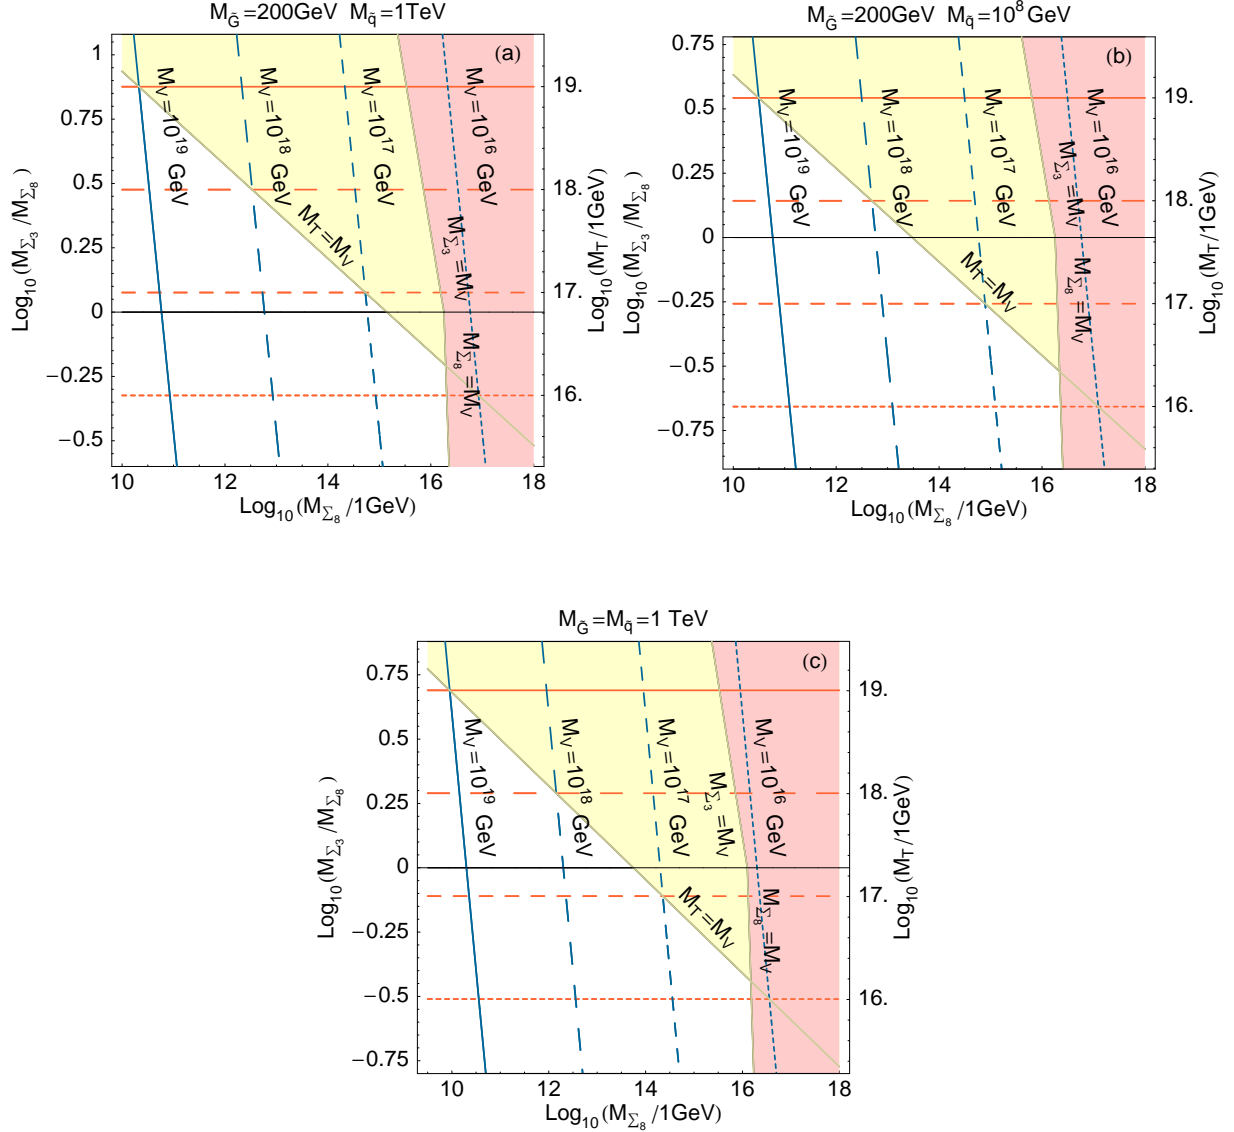 M_G̃=200GeV M_q̃=1TeV
(a)
1
0.75
0.5
0.25
0
−0.25
−0.5
Log10(M_Σ3/M_Σ8)
M_V=10^19 GeV
M_V=10^18 GeV
M_V=10^17 GeV
M_V=10^16 GeV
M_T=M_V
M_Σ3=M_V
M_Σ8=M_V
19.
18.
17.
16.
Log10(M_T/1GeV)
10 12 14 16 18
Log10(M_Σ8/1GeV)
M_G̃=200GeV M_q̃=10^8 GeV
(b)
0.75
0.5
0.25
0
−0.25
−0.5
−0.75
Log10(M_Σ3/M_Σ8)
M_V=10^19 GeV
M_V=10^18 GeV
M_V=10^17 GeV
M_V=10^16 GeV
M_T=M_V
M_Σ3=M_V
M_Σ8=M_V
19.
18.
17.
16.
Log10(M_T/1GeV)
10 12 14 16 18
Log10(M_Σ8/1GeV)
M_G̃=M_q̃=1 TeV
(c)
0.75
0.5
0.25
0
−0.25
−0.5
−0.75
Log10(M_Σ3/M_Σ8)
M_V=10^19 GeV
M_V=10^18 GeV
M_V=10^17 GeV
M_V=10^16 GeV
M_T=M_V
M_Σ3=M_V
M_Σ8=M_V
19.
18.
17.
16.
Log10(M_T/1GeV)
10 12 14 16 18
Log10(M_Σ8/1GeV)